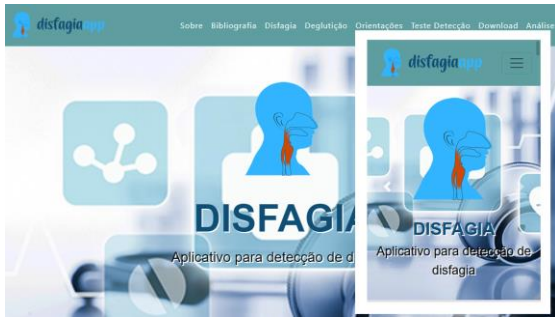 disfagiaapp
Sobre Bibliografia Disfagia Deglutição Orientações Teste Detecção Download Análise
DISFAGIA
Aplicativo para detecção de d
disfagiaapp
DISFAGIA
Aplicativo para detecção de
disfagia